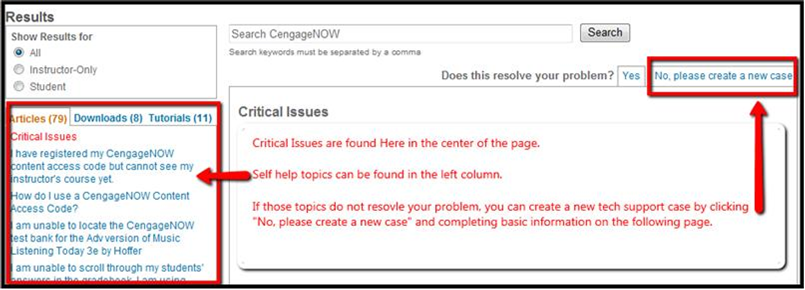 Results
Show Results for
All
Instructor-Only
Student
Search CengageNOW
Search
Search keywords must be separated by a comma
Does this resolve your problem? Yes No, please create a new case
Articles (79) Downloads (8) Tutorials (11)
Critical Issues
I have registered my CengageNOW
content access code but cannot see my
instructor's course yet.
How do I use a CengageNOW Content
Access Code?
I am unable to locate the CengageNOW
test bank for the Adv version of Music
Listening Today 3e by Hoffer
I am unable to scroll through my students'
answers in the gradebook. I am using
Critical Issues
Critical Issues are found Here in the center of the page.
Self help topics can be found in the left column.
If those topics do not resovle your problem, you can create a new tech support case by clicking
"No, please create a new case" and completing basic information on the following page.